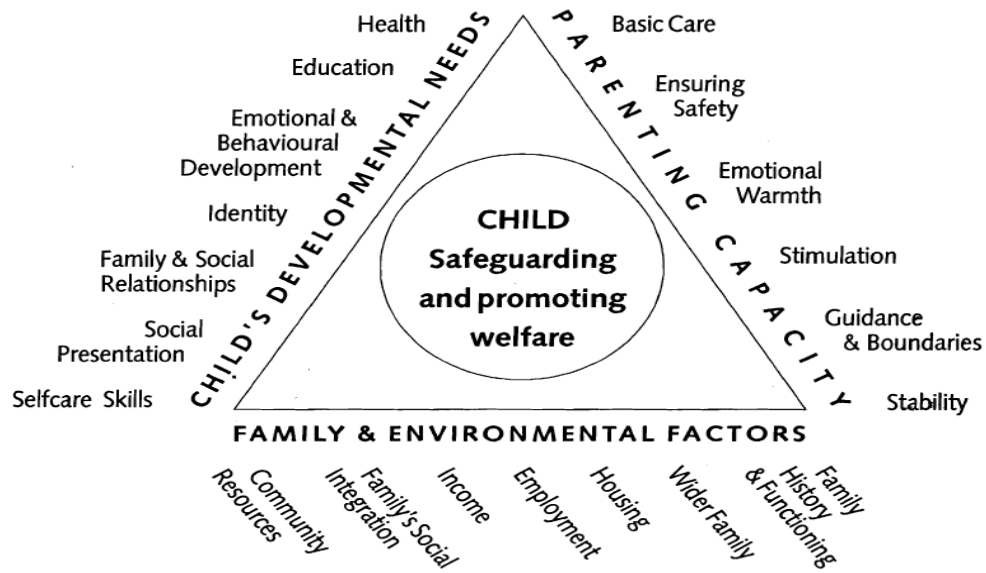 Health
Education
Emotional &
Behavioural
Development
Identity
Family & Social
Relationships
Social
Presentation
Selfcare Skills
CHILD'S DEVELOPMENTAL NEEDS
CHILD
Safeguarding
and promoting
welfare
PARENTING CAPACITY
Basic Care
Ensuring
Safety
Emotional
Warmth
Stimulation
Guidance
& Boundaries
Stability
FAMILY & ENVIRONMENTAL FACTORS
Community
Resources
Family's Social
Integration
Income
Employment
Housing
Wider Family
Family
History
& Functioning